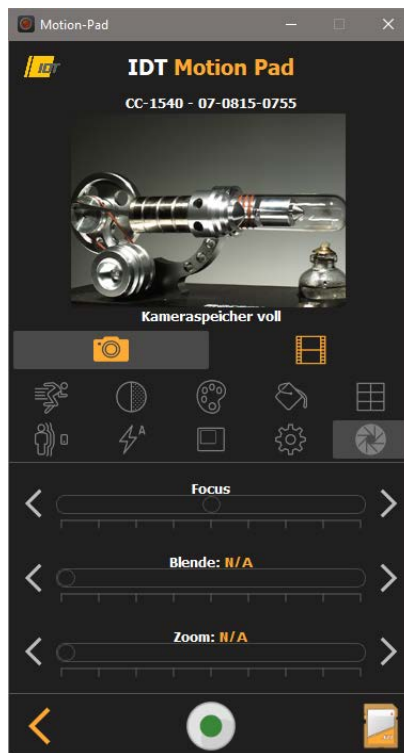 Motion-Pad
IDT
IDT Motion Pad
CC-1540 - 07-0815-0755
Kameraspeicher voll
A
Focus
Blende: N/A
Zoom: N/A